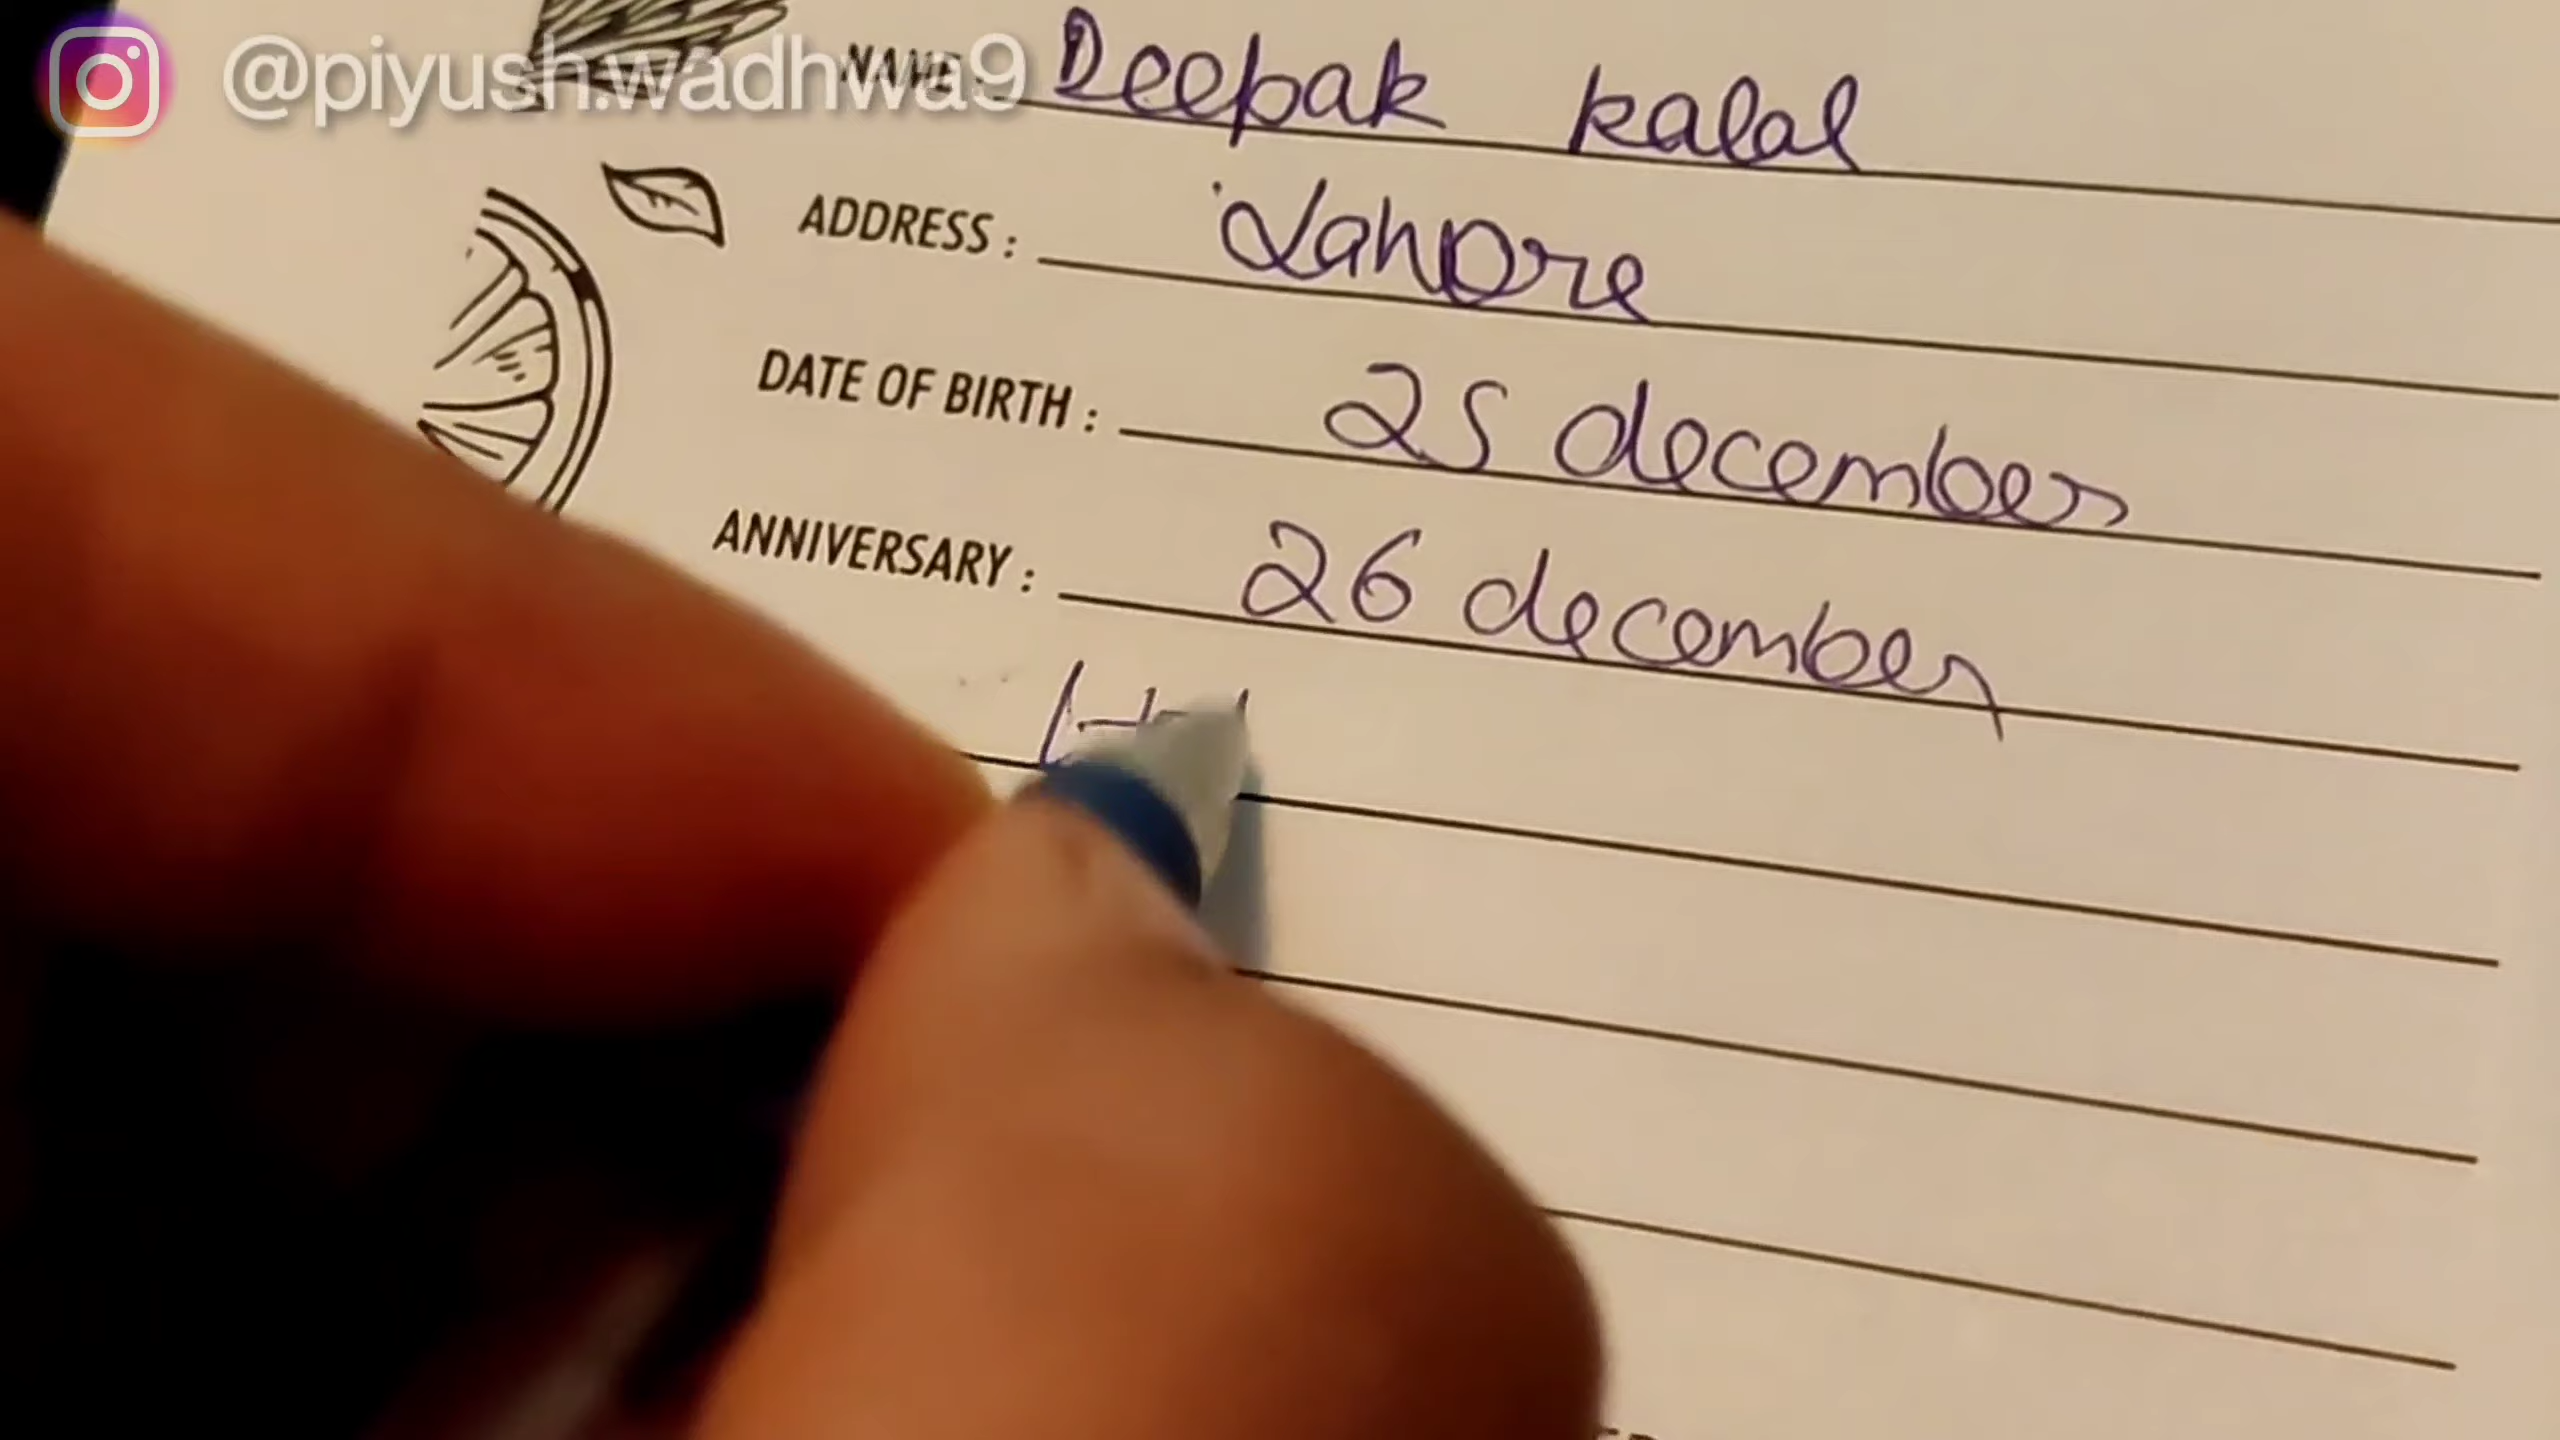 @piyush.wadhwa9
NAME : Deepak Kalal
ADDRESS : Lahore
DATE OF BIRTH : 25 december
ANNIVERSARY : 26 december